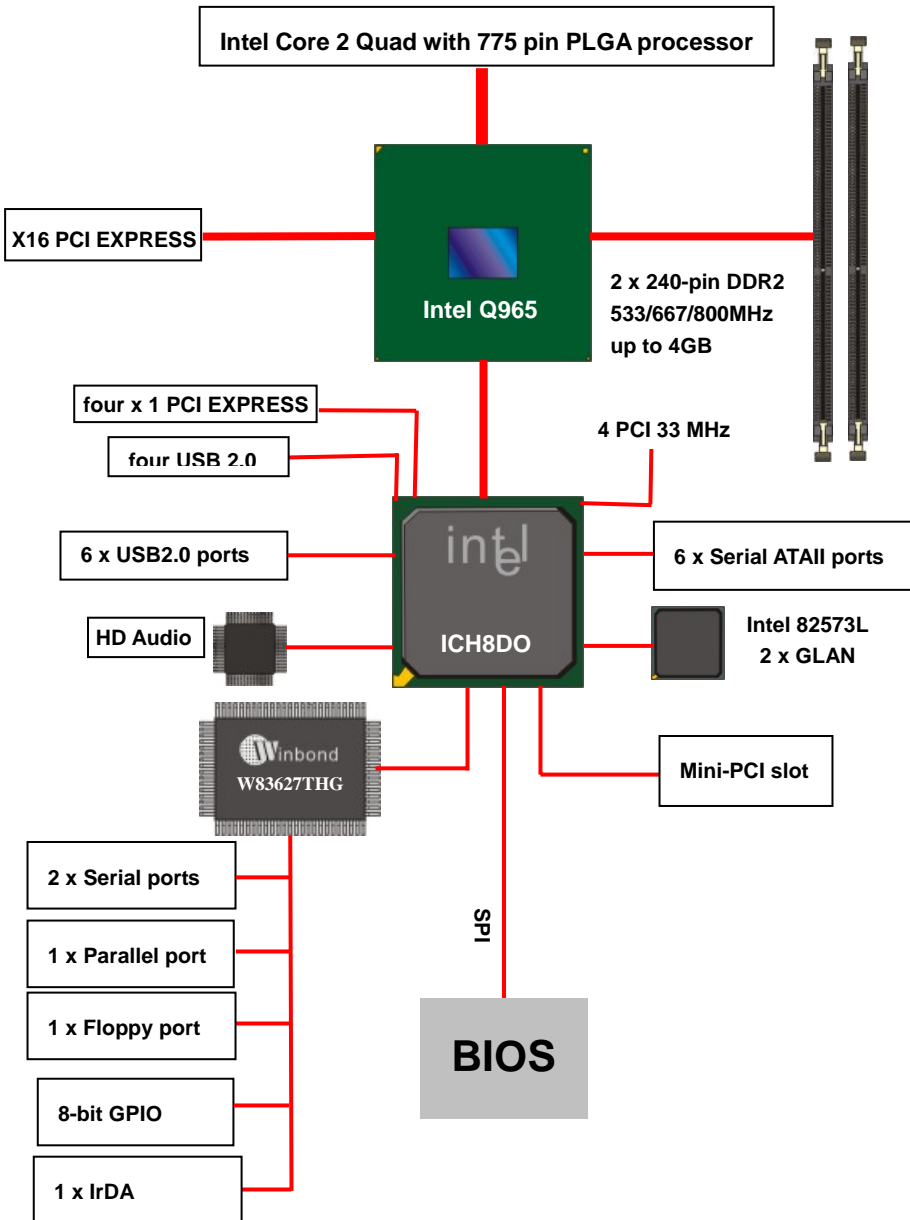 Intel Core 2 Quad with 775 pin PLGA processor
X16 PCI EXPRESS
Intel Q965
2 x 240-pin DDR2
533/667/800MHz
up to 4GB
four x 1 PCI EXPRESS
4 PCI 33 MHz
four USB 2.0
6 x USB2.0 ports
intel
6 x Serial ATAII ports
HD Audio
ICH8DO
Intel 82573L
2 x GLAN
Winbond
W83627THG
Mini-PCI slot
2 x Serial ports
SPI
1 x Parallel port
1 x Floppy port
BIOS
8-bit GPIO
1 x IrDA